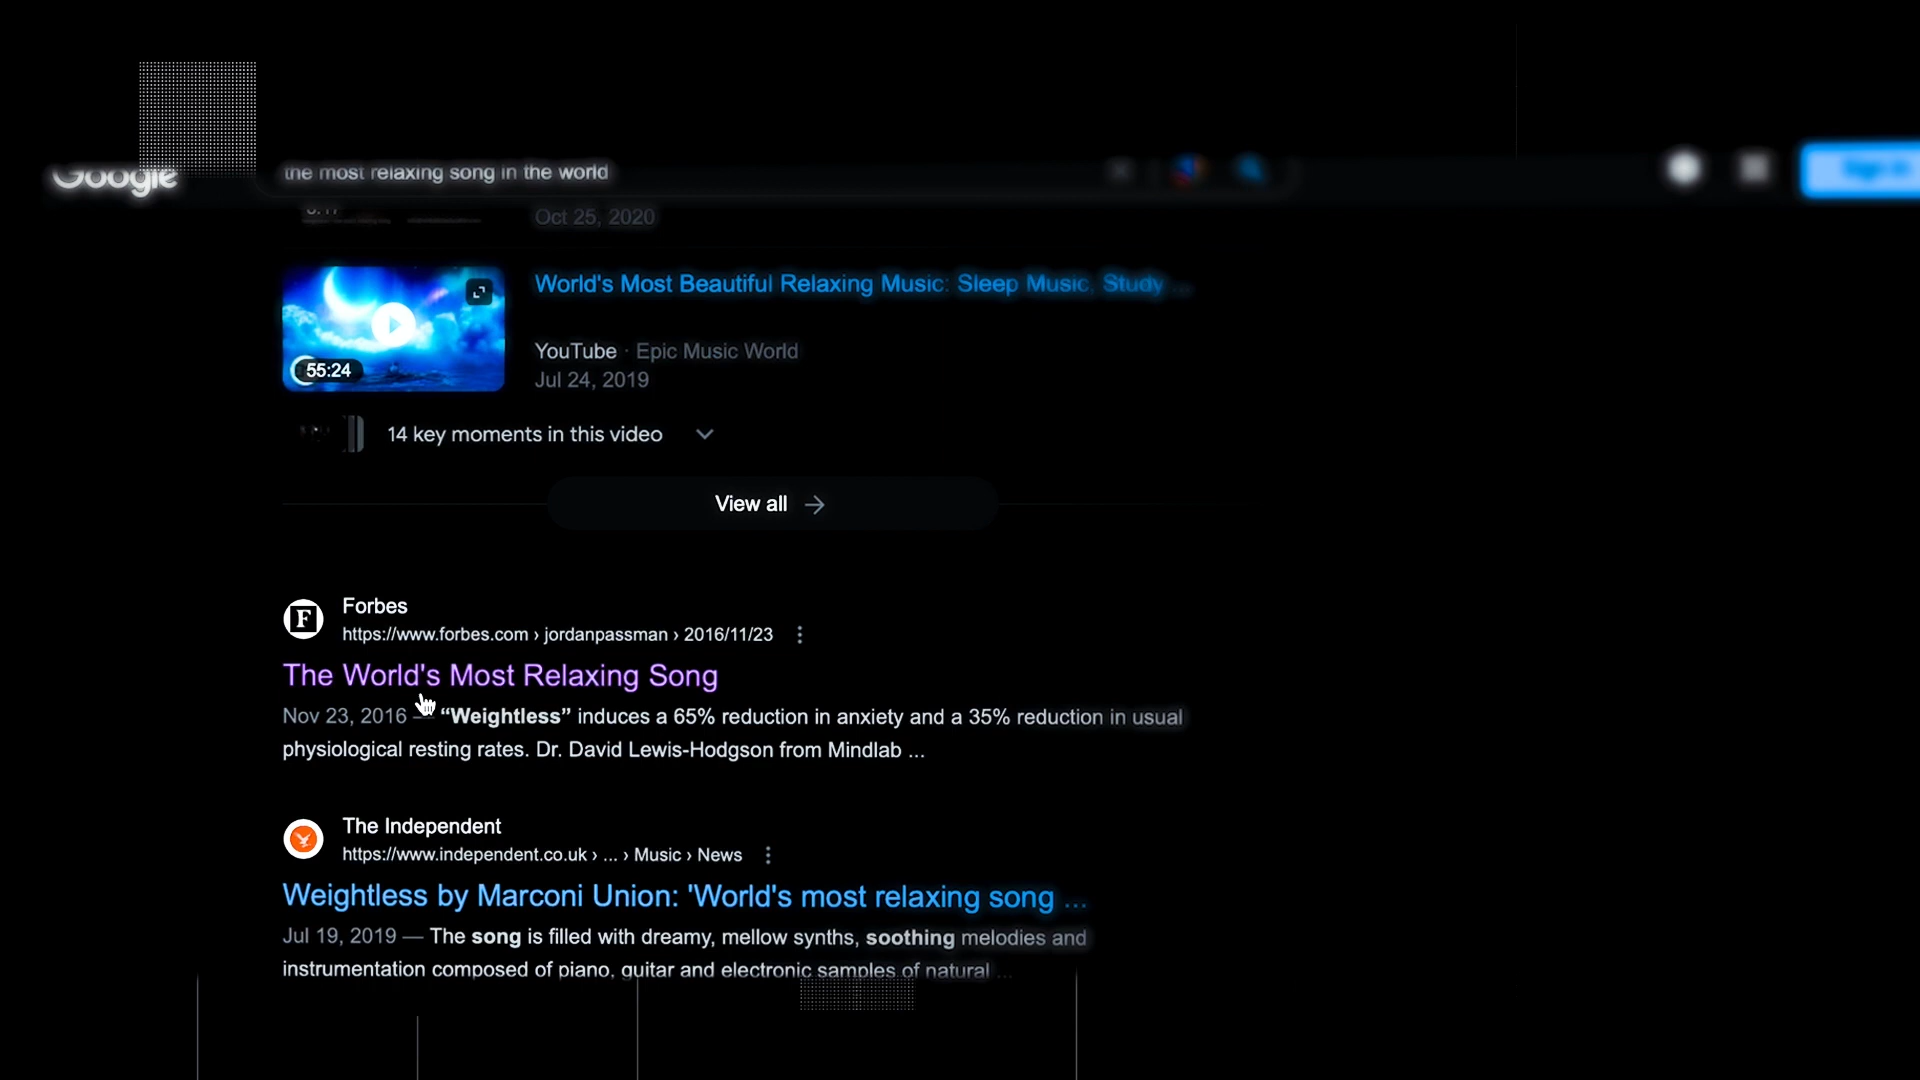 Google
the most relaxing song in the world
Sign in
Oct 25, 2020
World's Most Beautiful Relaxing Music: Sleep Music, Study ...
55:24
YouTube · Epic Music World
Jul 24, 2019
14 key moments in this video
View all →
Forbes
https://www.forbes.com › jordanpassman › 2016/11/23
The World's Most Relaxing Song
Nov 23, 2016 — “Weightless” induces a 65% reduction in anxiety and a 35% reduction in usual
physiological resting rates. Dr. David Lewis-Hodgson from Mindlab ...
The Independent
https://www.independent.co.uk › ... › Music › News
Weightless by Marconi Union: 'World's most relaxing song ...
Jul 19, 2019 — The song is filled with dreamy, mellow synths, soothing melodies and
instrumentation composed of piano, guitar and electronic samples of natural ...